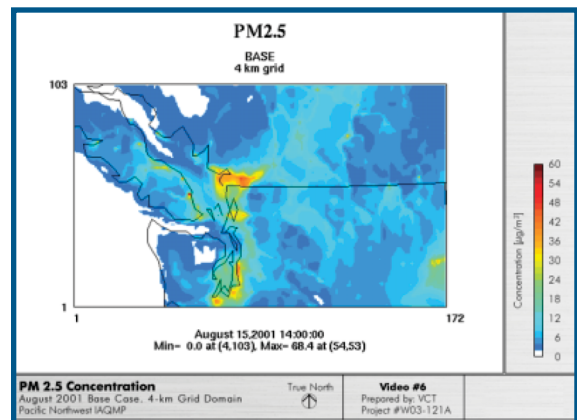 PM2.5
BASE
4 km grid
103
1
1
172
August 15,2001 14:00:00
Min= 0.0 at (4,103), Max= 68.4 at (54,53)
Concentration [µg/m³]
60
54
48
42
36
30
24
18
12
6
0
PM 2.5 Concentration
August 2001 Base Case. 4-km Grid Domain
Pacific Northwest IAQMP
True North
Video #6
Prepared by: VCT
Project #W03-121A